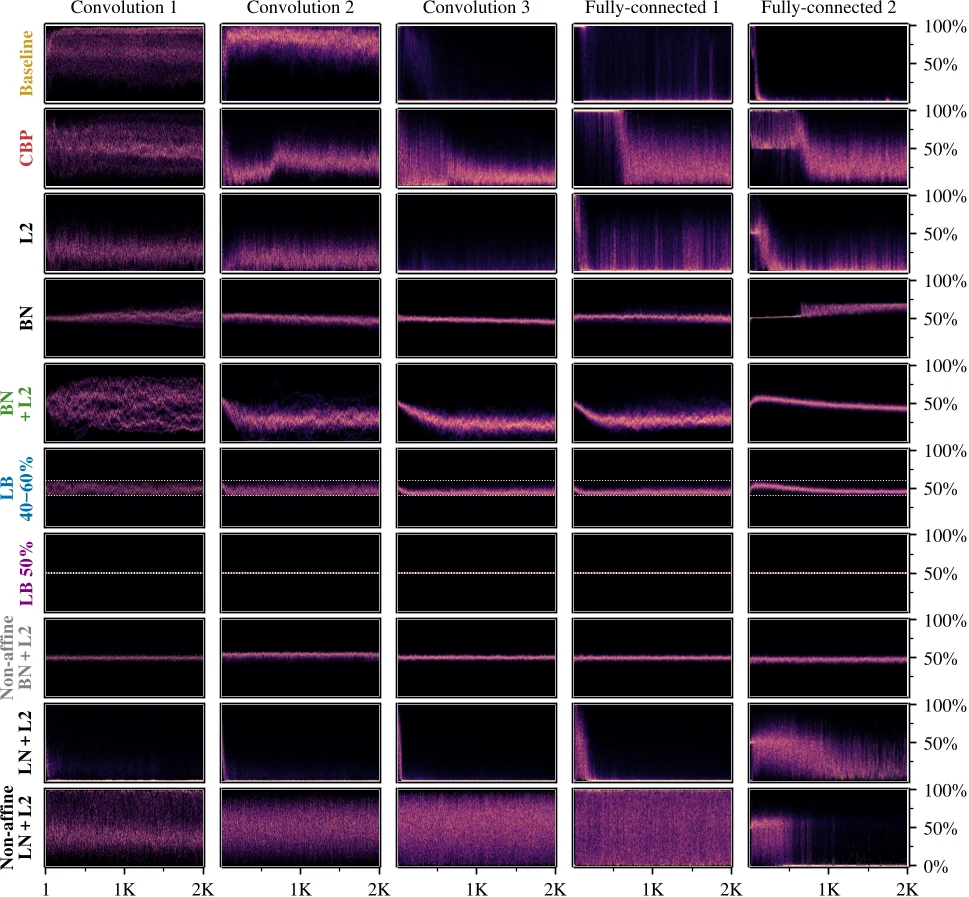 Convolution 1 Convolution 2 Convolution 3 Fully-connected 1 Fully-connected 2
Baseline
100%
50%
CBP
100%
50%
L2
100%
50%
BN
100%
50%
BN
+ L2
100%
50%
LB
40−60%
100%
50%
LB 50%
100%
50%
Non-affine
BN + L2
100%
50%
LN + L2
100%
50%
Non-affine
LN + L2
100%
50%
0%
1 1K 2K 1K 2K 1K 2K 1K 2K 1K 2K